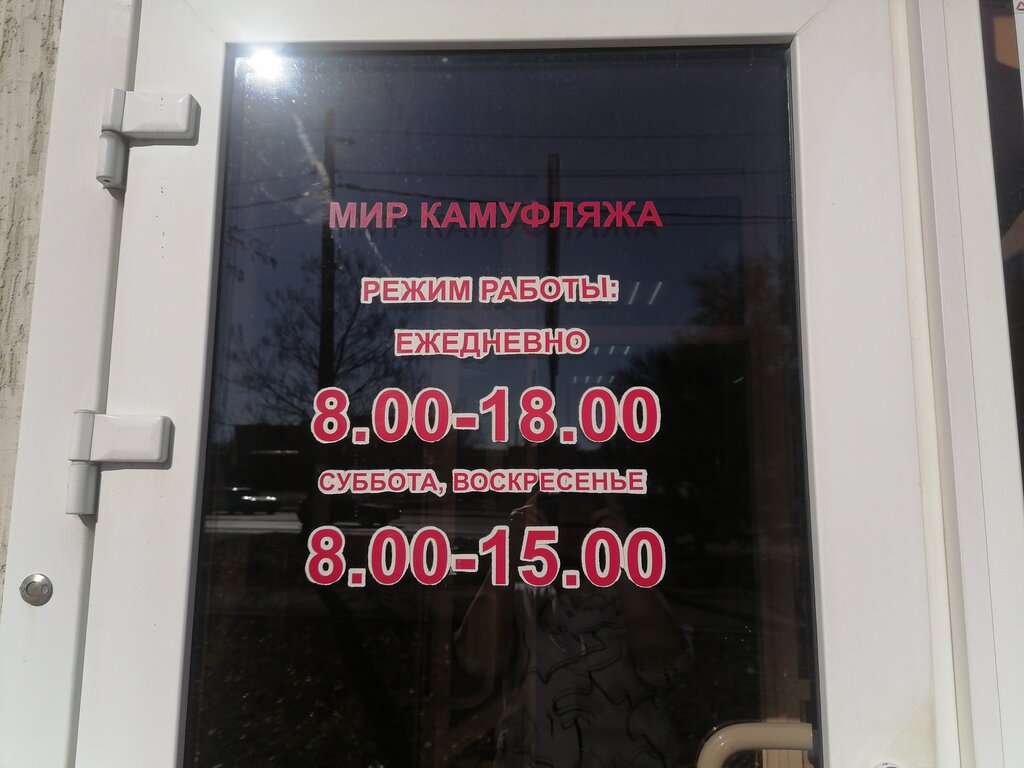 МИР КАМУФЛЯЖА
РЕЖИМ РАБОТЫ:
ЕЖЕДНЕВНО
8.00-18.00
СУББОТА, ВОСКРЕСЕНЬЕ
8.00-15.00